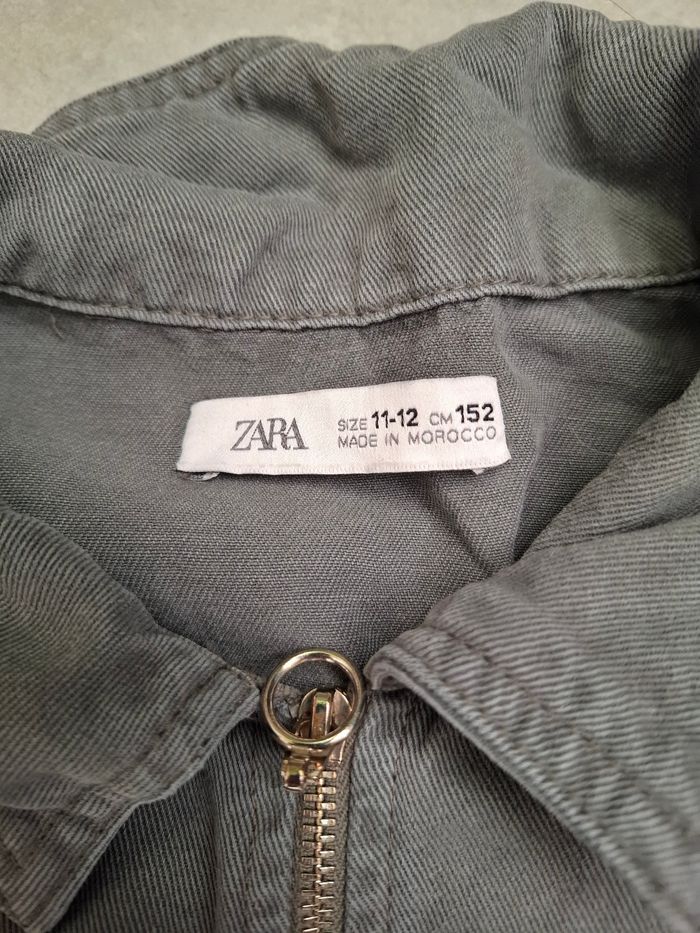 ZARA
SIZE 11-12 CM 152
MADE IN MOROCCO